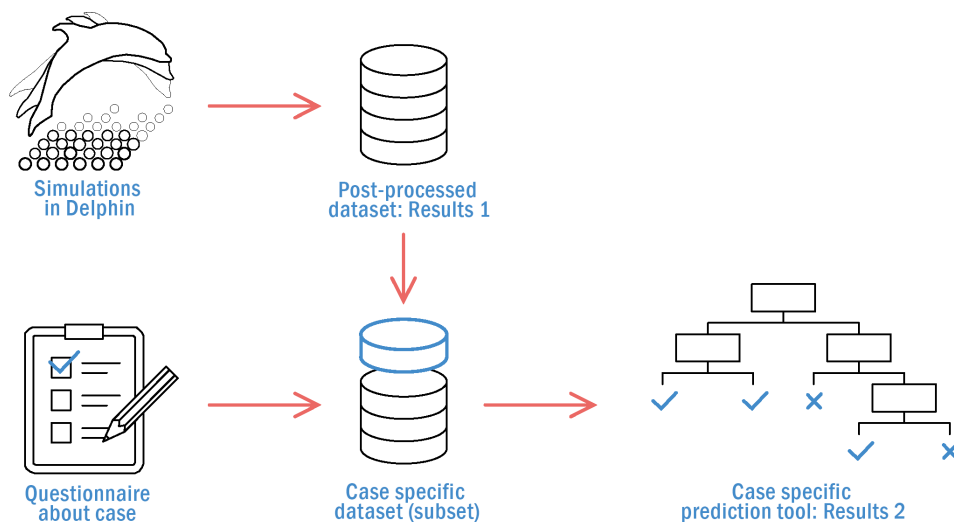 Simulations
in Delphin
Post-processed
dataset: Results 1
Questionnaire
about case
Case specific
dataset (subset)
Case specific
prediction tool: Results 2